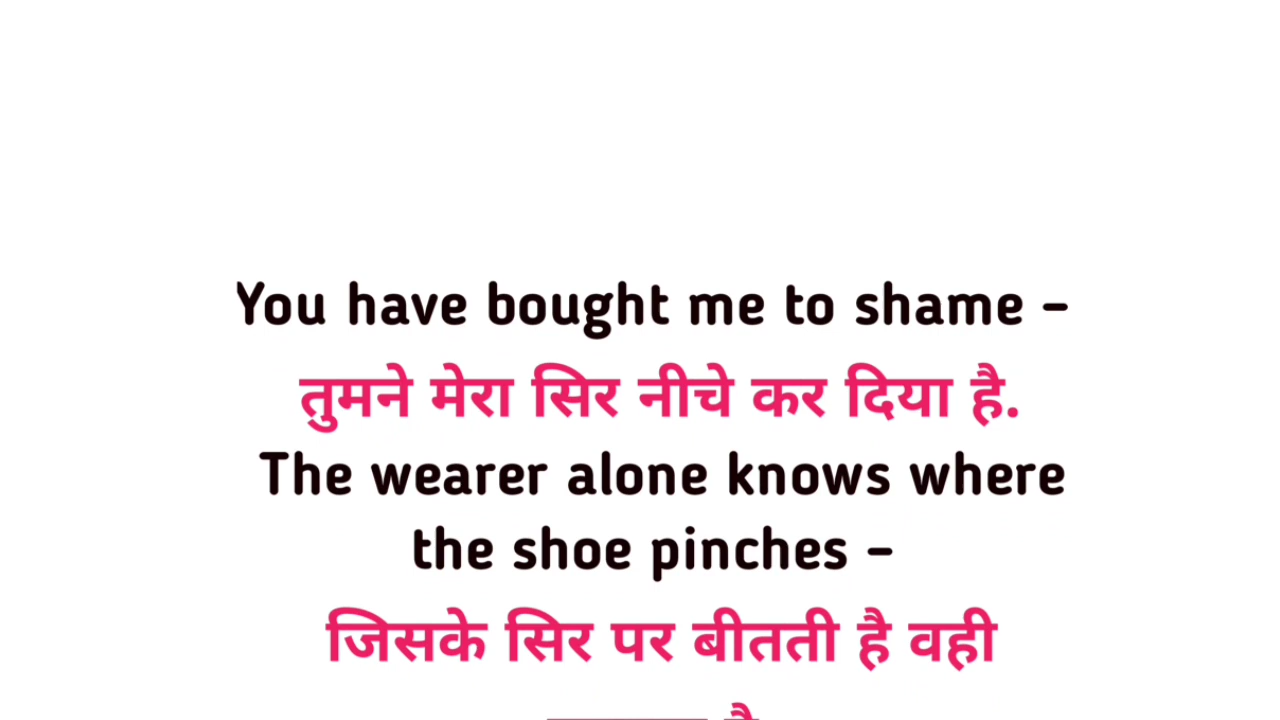 You have bought me to shame –
तुमने मेरा सिर नीचे कर दिया है.
The wearer alone knows where
the shoe pinches –
जिसके सिर पर बीतती है वही